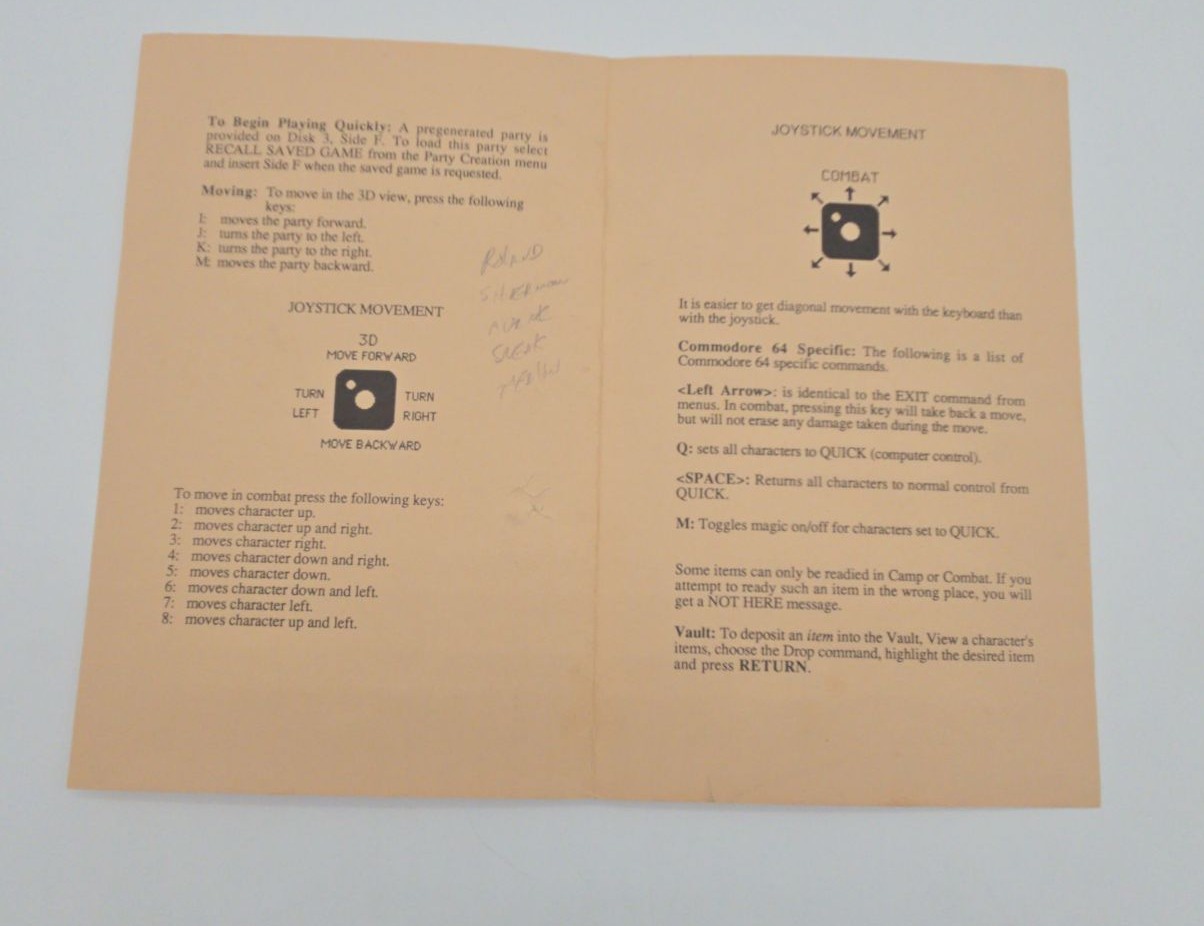 To Begin Playing Quickly: A pregenerated party is
provided on Disk 3, Side F. To load this party select
RECALL SAVED GAME from the Party Creation menu
and insert Side F when the saved game is requested.
Moving: To move in the 3D view, press the following
keys:
I: moves the party forward.
J: turns the party to the left.
K: turns the party to the right.
M: moves the party backward.
JOYSTICK MOVEMENT
3D
MOVE FORWARD
TURN TURN
LEFT RIGHT
MOVE BACKWARD
To move in combat press the following keys:
1: moves character up.
2: moves character up and right.
3: moves character right.
4: moves character down and right.
5: moves character down.
6: moves character down and left.
7: moves character left.
8: moves character up and left.
JOYSTICK MOVEMENT
COMBAT
It is easier to get diagonal movement with the keyboard than
with the joystick.
Commodore 64 Specific: The following is a list of
Commodore 64 specific commands.
<Left Arrow>: is identical to the EXIT command from
menus. In combat, pressing this key will take back a move,
but will not erase any damage taken during the move.
Q: sets all characters to QUICK (computer control).
<SPACE>: Returns all characters to normal control from
QUICK.
M: Toggles magic on/off for characters set to QUICK.
Some items can only be readied in Camp or Combat. If you
attempt to ready such an item in the wrong place, you will
get a NOT HERE message.
Vault: To deposit an item into the Vault, View a character's
items, choose the Drop command, highlight the desired item
and press RETURN.